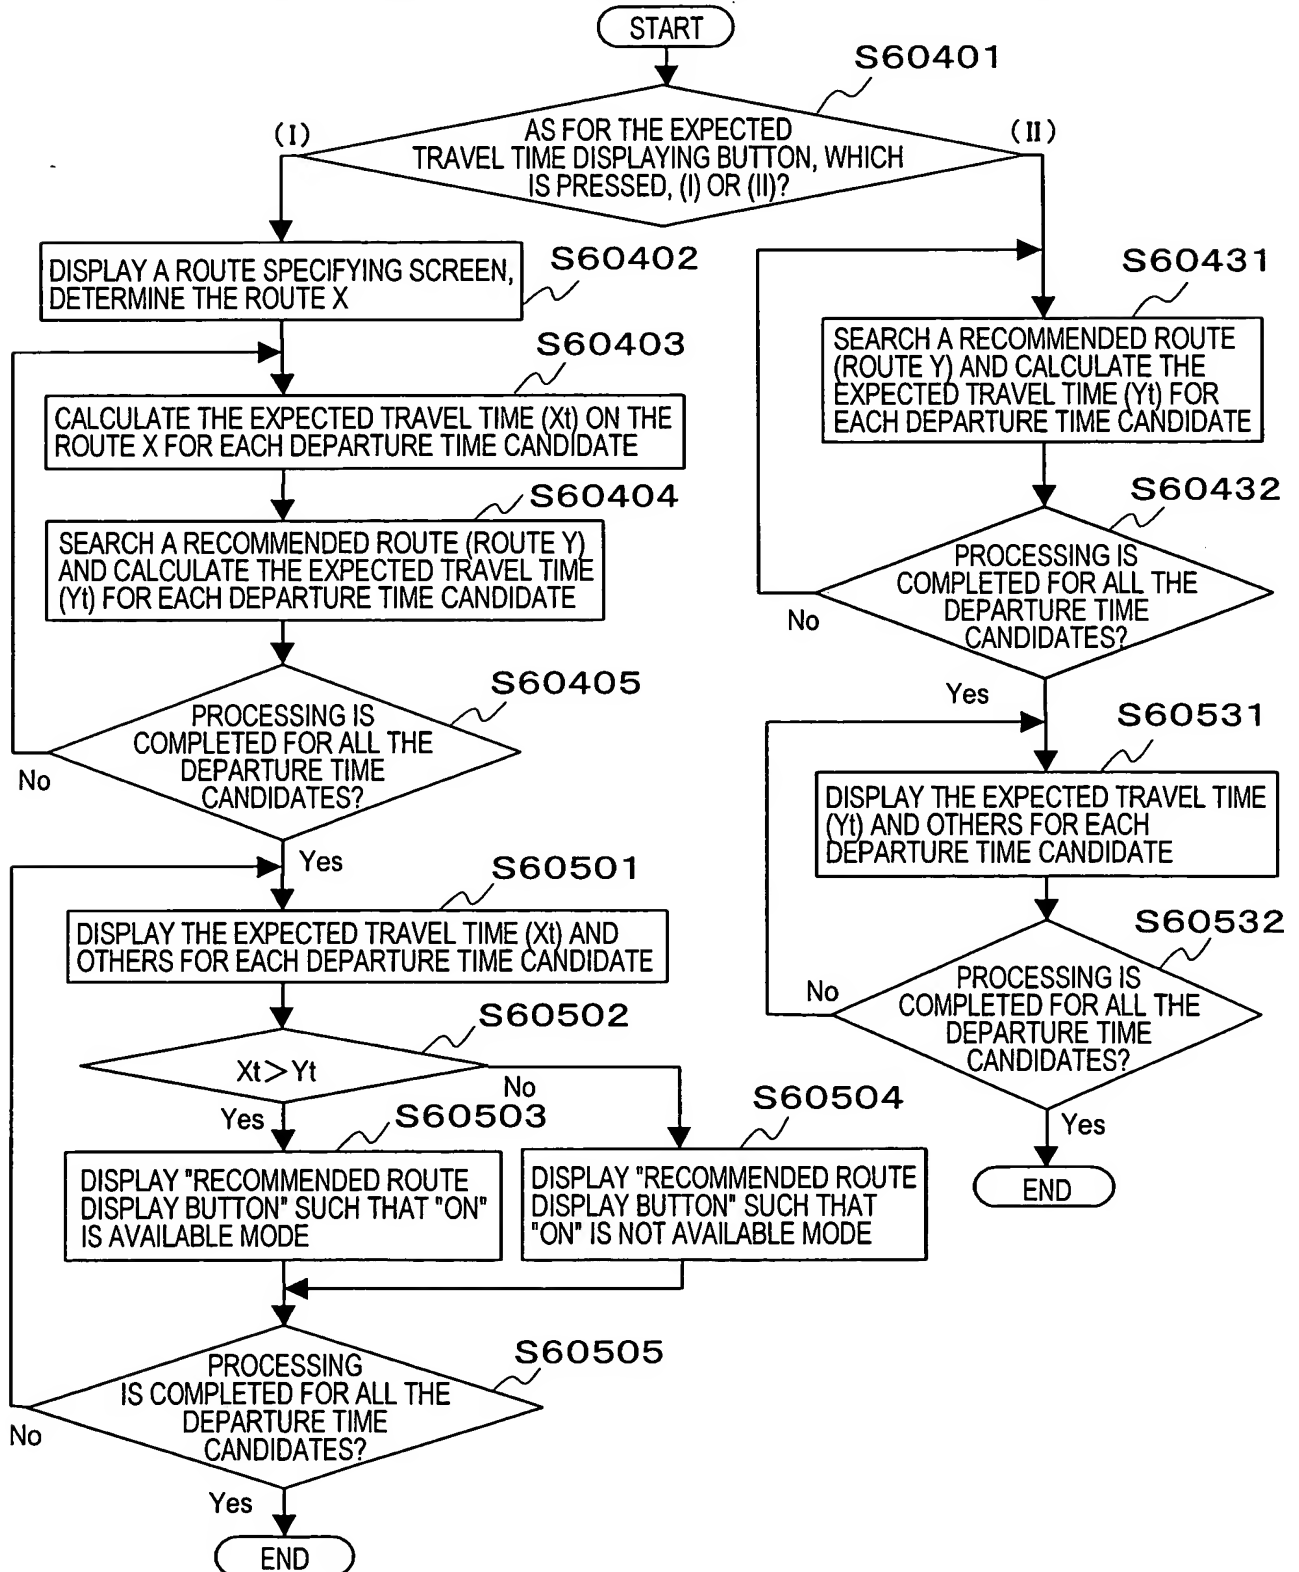 START
S60401
(I)
AS FOR THE EXPECTED
TRAVEL TIME DISPLAYING BUTTON, WHICH
IS PRESSED, (I) OR (II)?
(II)
S60402
DISPLAY A ROUTE SPECIFYING SCREEN,
DETERMINE THE ROUTE X
S60403
CALCULATE THE EXPECTED TRAVEL TIME (Xt) ON THE
ROUTE X FOR EACH DEPARTURE TIME CANDIDATE
S60404
SEARCH A RECOMMENDED ROUTE (ROUTE Y)
AND CALCULATE THE EXPECTED TRAVEL TIME
(Yt) FOR EACH DEPARTURE TIME CANDIDATE
S60405
PROCESSING IS
COMPLETED FOR ALL THE
DEPARTURE TIME
CANDIDATES?
No
Yes
S60501
DISPLAY THE EXPECTED TRAVEL TIME (Xt) AND
OTHERS FOR EACH DEPARTURE TIME CANDIDATE
S60502
Xt>Yt
No
Yes
S60503
DISPLAY "RECOMMENDED ROUTE
DISPLAY BUTTON" SUCH THAT "ON"
IS AVAILABLE MODE
S60504
DISPLAY "RECOMMENDED ROUTE
DISPLAY BUTTON" SUCH THAT
"ON" IS NOT AVAILABLE MODE
S60505
PROCESSING
IS COMPLETED FOR ALL THE
DEPARTURE TIME
CANDIDATES?
No
Yes
END
S60431
SEARCH A RECOMMENDED ROUTE
(ROUTE Y) AND CALCULATE THE
EXPECTED TRAVEL TIME (Yt) FOR
EACH DEPARTURE TIME CANDIDATE
S60432
PROCESSING IS
COMPLETED FOR ALL THE
DEPARTURE TIME
CANDIDATES?
No
Yes
S60531
DISPLAY THE EXPECTED TRAVEL TIME
(Yt) AND OTHERS FOR EACH
DEPARTURE TIME CANDIDATE
S60532
PROCESSING IS
COMPLETED FOR ALL THE
DEPARTURE TIME
CANDIDATES?
No
Yes
END